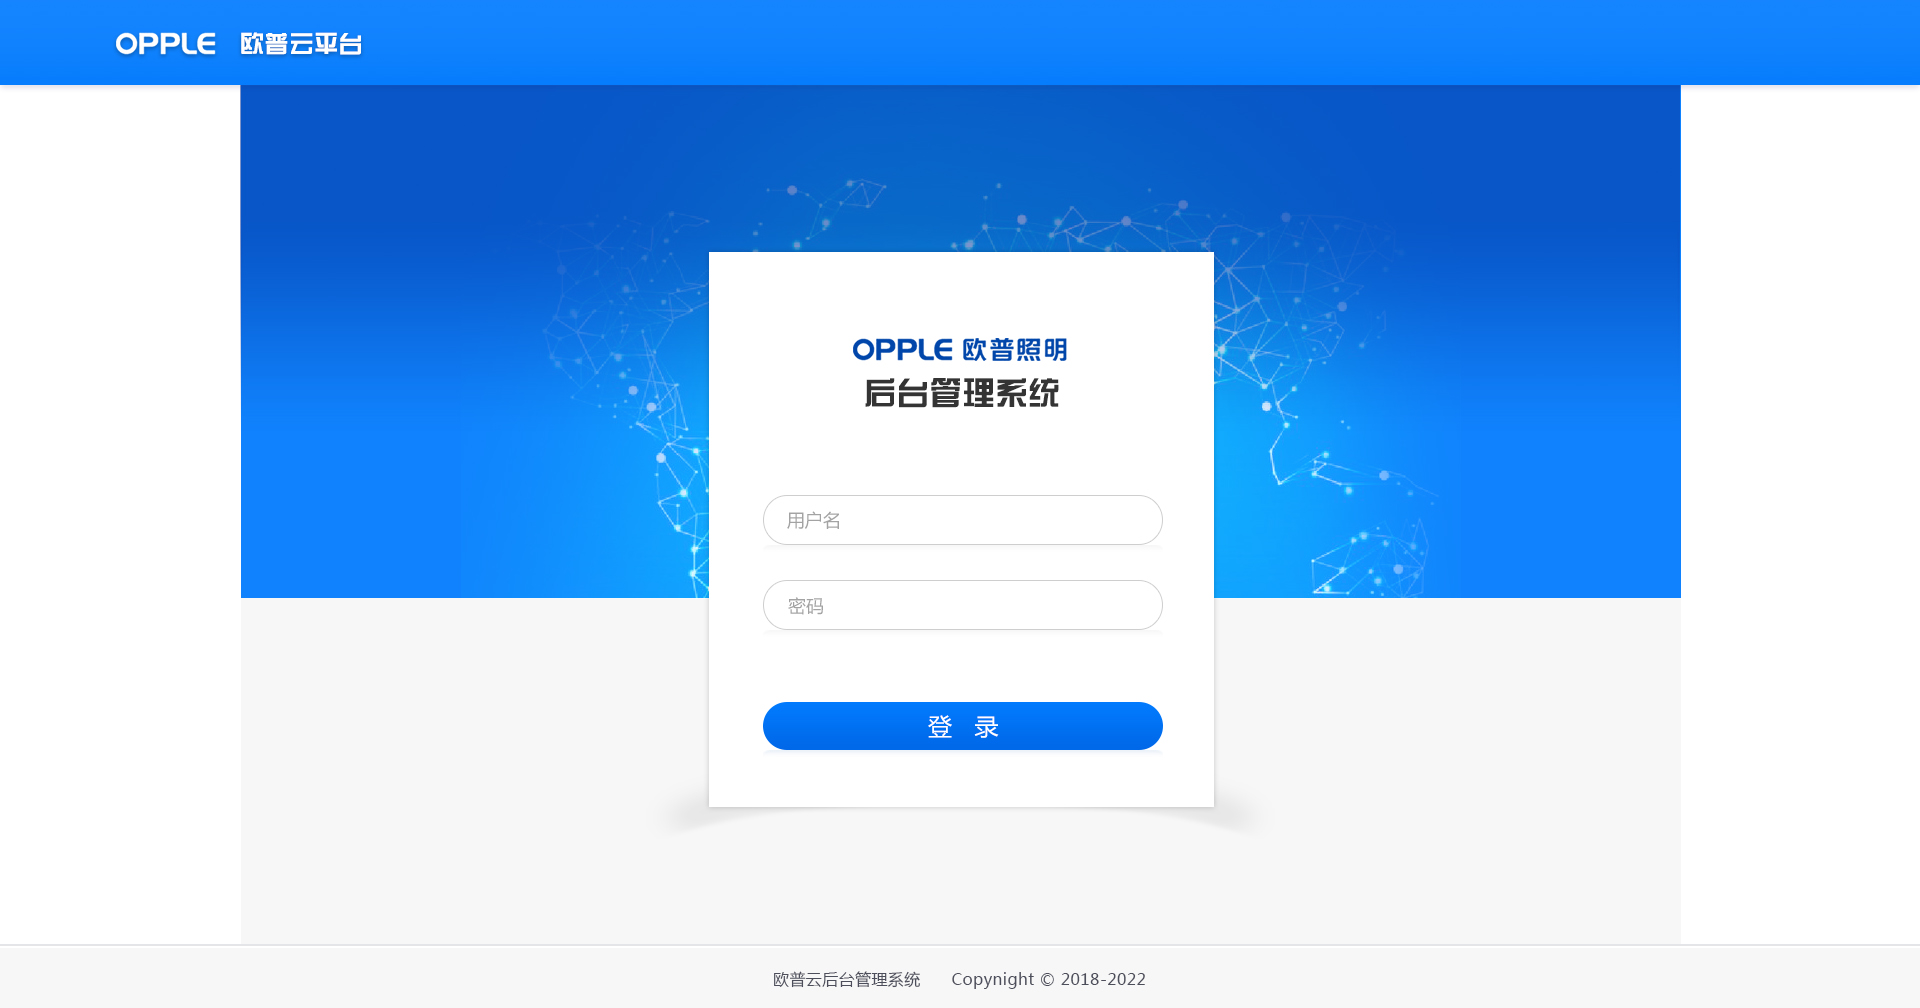 OPPLE 欧普云平台
OPPLE 欧普照明
后台管理系统
用户名
密码
登 录
欧普云后台管理系统 Copynight © 2018-2022